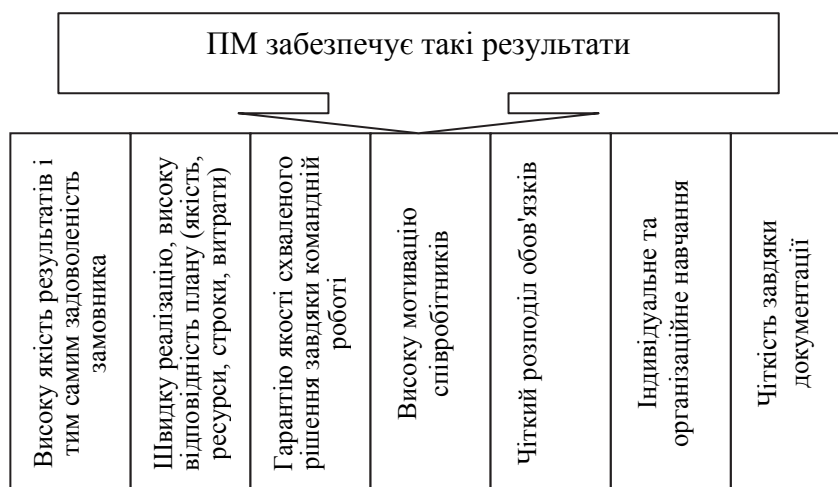 ПМ забезпечує такі результати
Високу якість результатів і
тим самим задоволеність
замовника
Швидку реалізацію, високу
відповідність плану (якість,
ресурси, строки, витрати)
Гарантію якості схваленого
рішення завдяки командній
роботі
Високу мотивацію
співробітників
Чіткий розподіл обов'язків
Індивідуальне та
організаційне навчання
Чіткість завдяки
документації